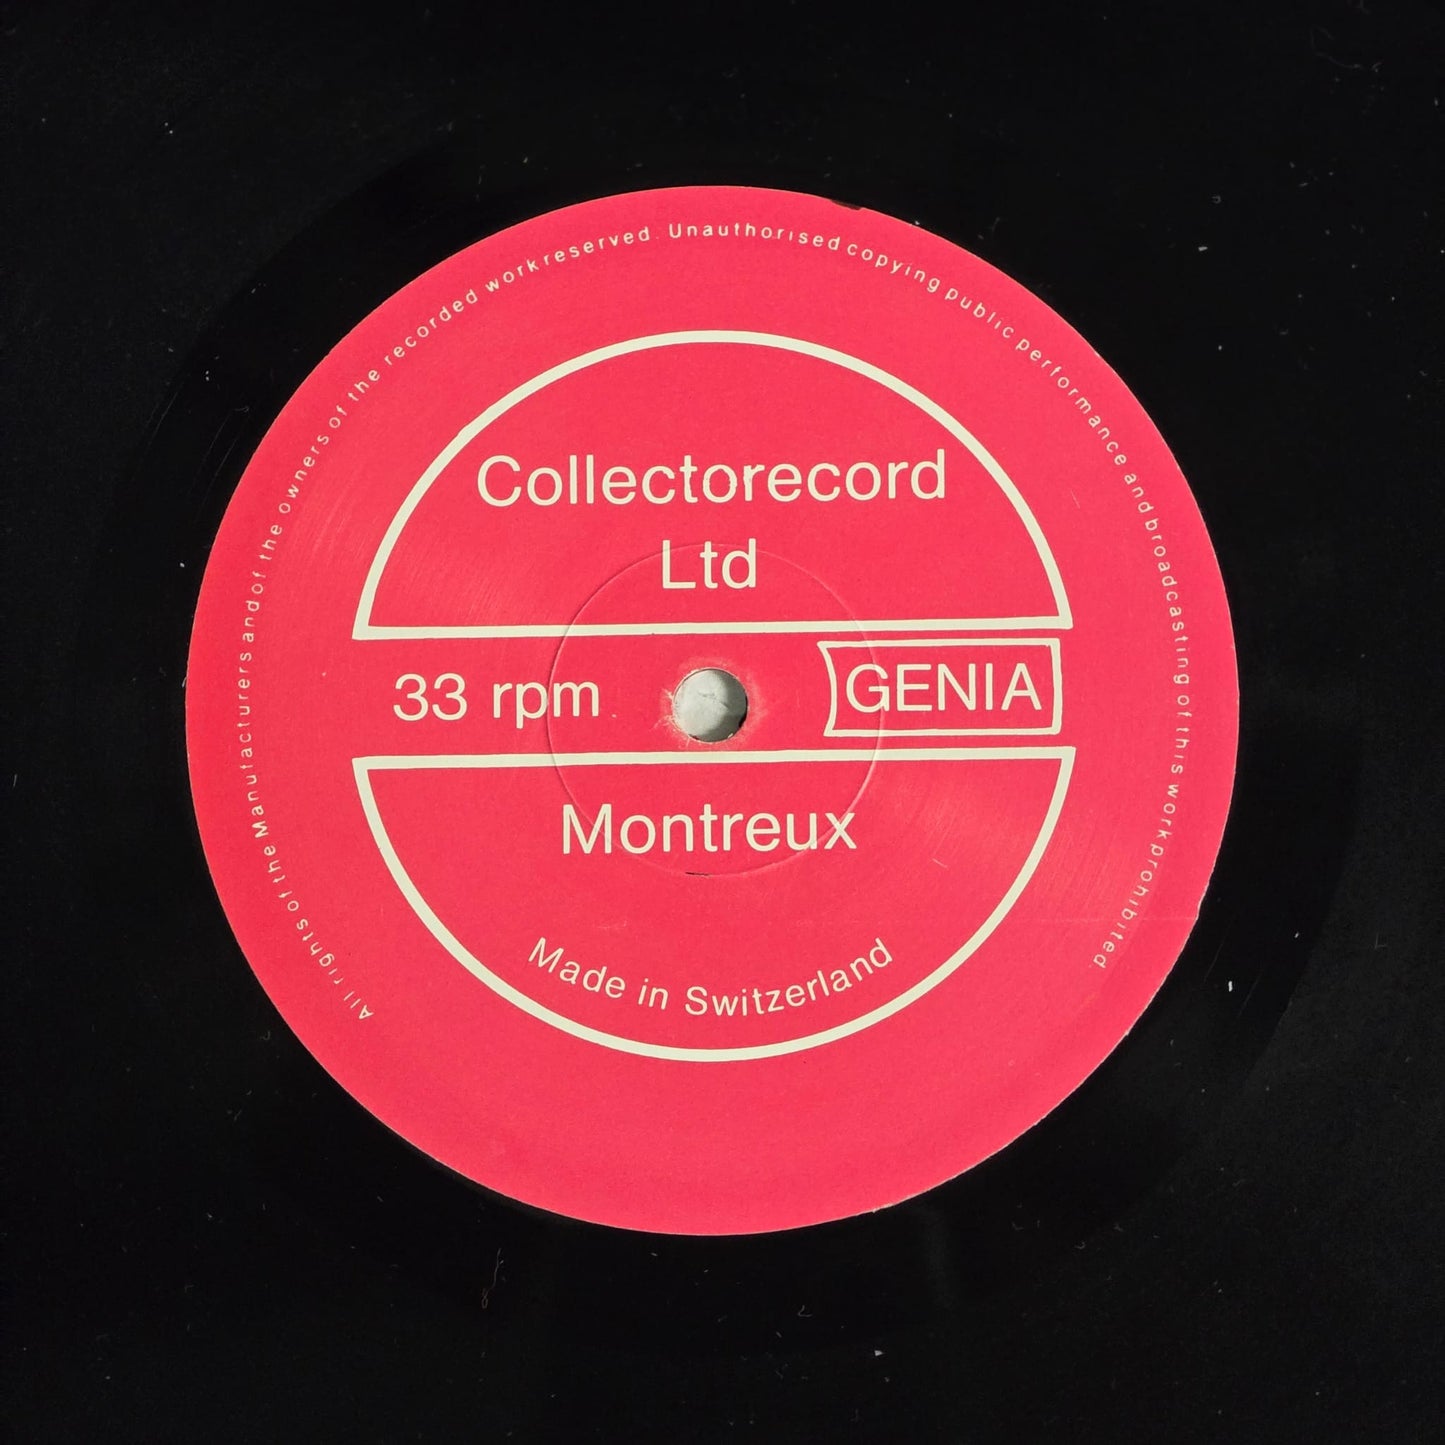 All rights of the Manufacturers and of the owners of the recorded work reserved. Unauthorised copying public performance and broadcasting of this work prohibited.
Collectorecord
Ltd
33 rpm
GENIA
Montreux
Made in Switzerland